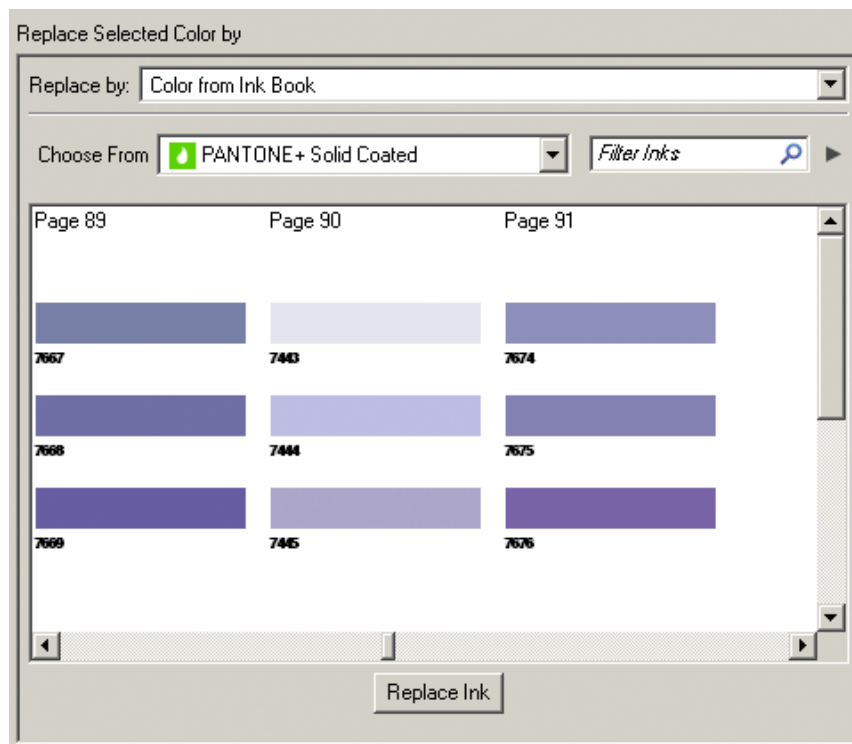 Replace Selected Color by
Replace by: Color from Ink Book
Choose From PANTONE+ Solid Coated Filter Inks
Page 89 Page 90 Page 91
7667 7443 7674
7668 7444 7675
7669 7445 7676
Replace Ink